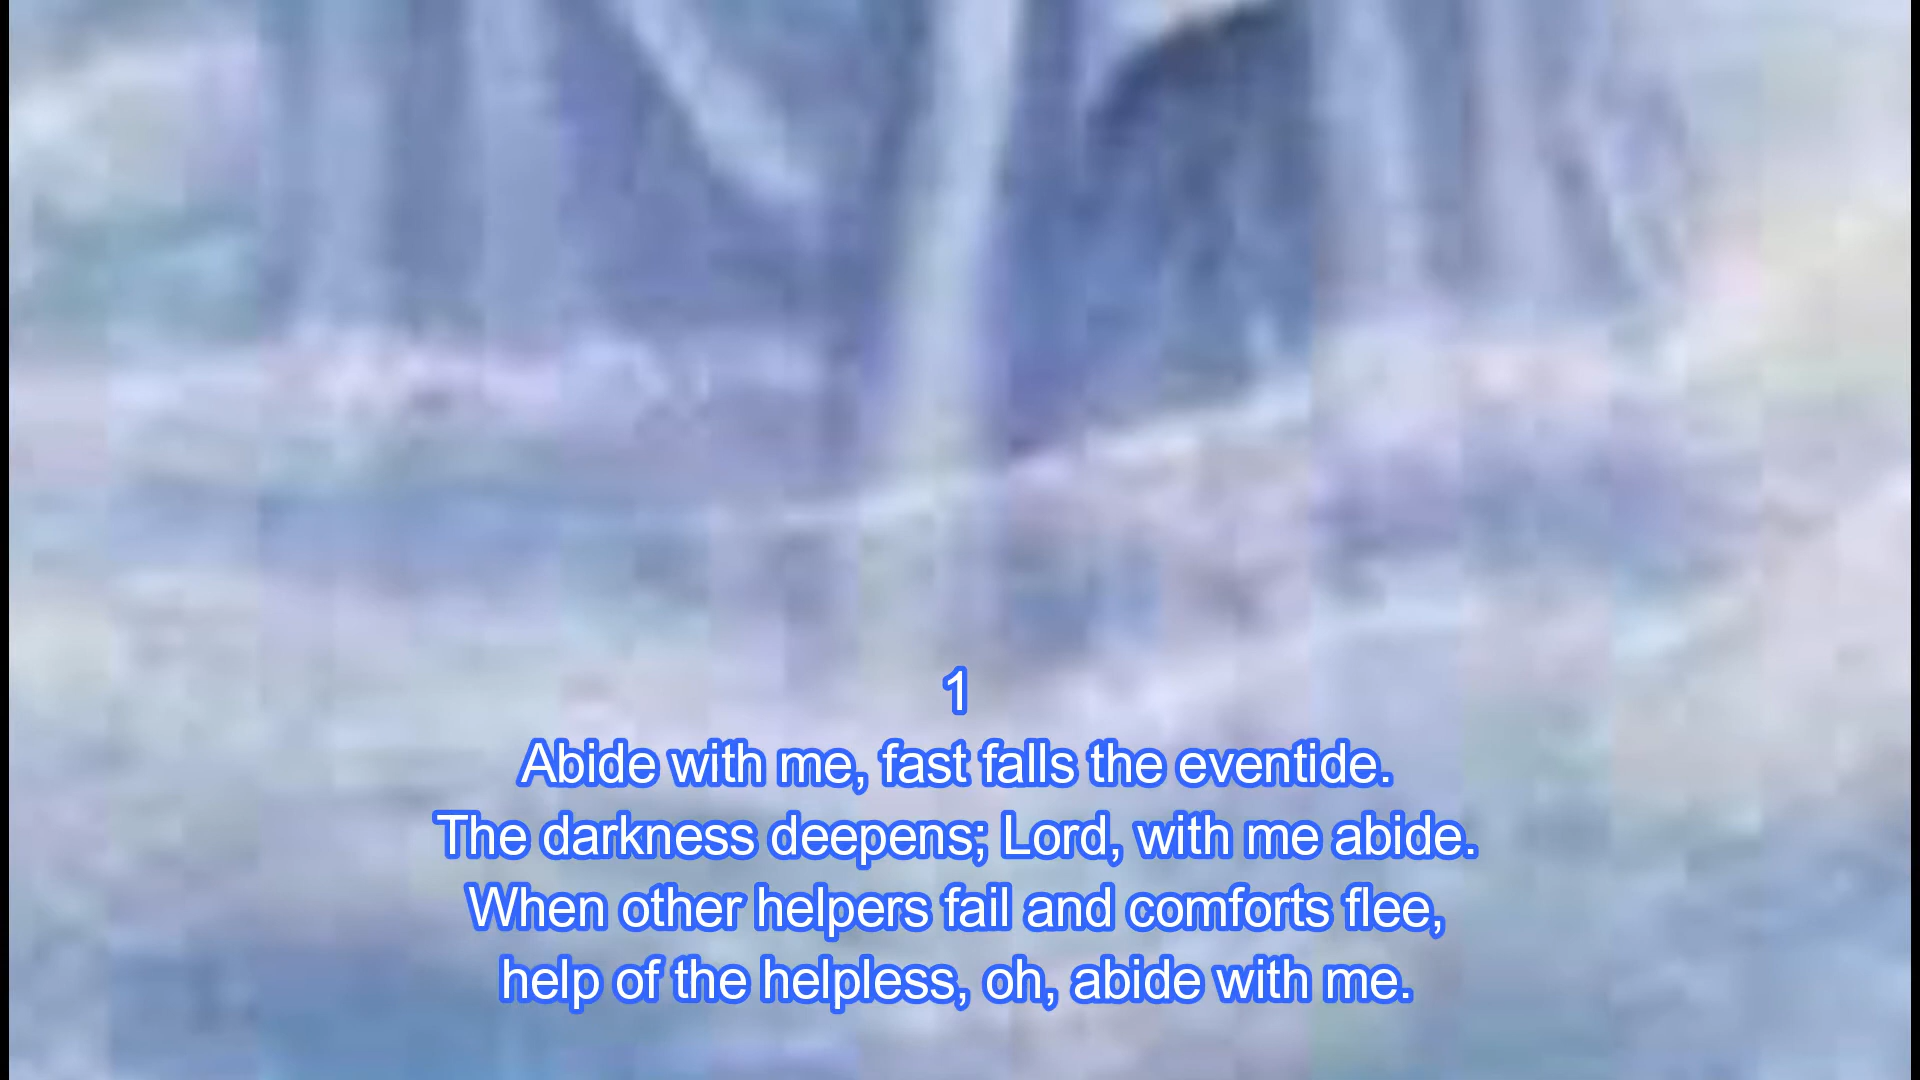 1
Abide with me, fast falls the eventide.
The darkness deepens; Lord, with me abide.
When other helpers fail and comforts flee,
help of the helpless, oh, abide with me.